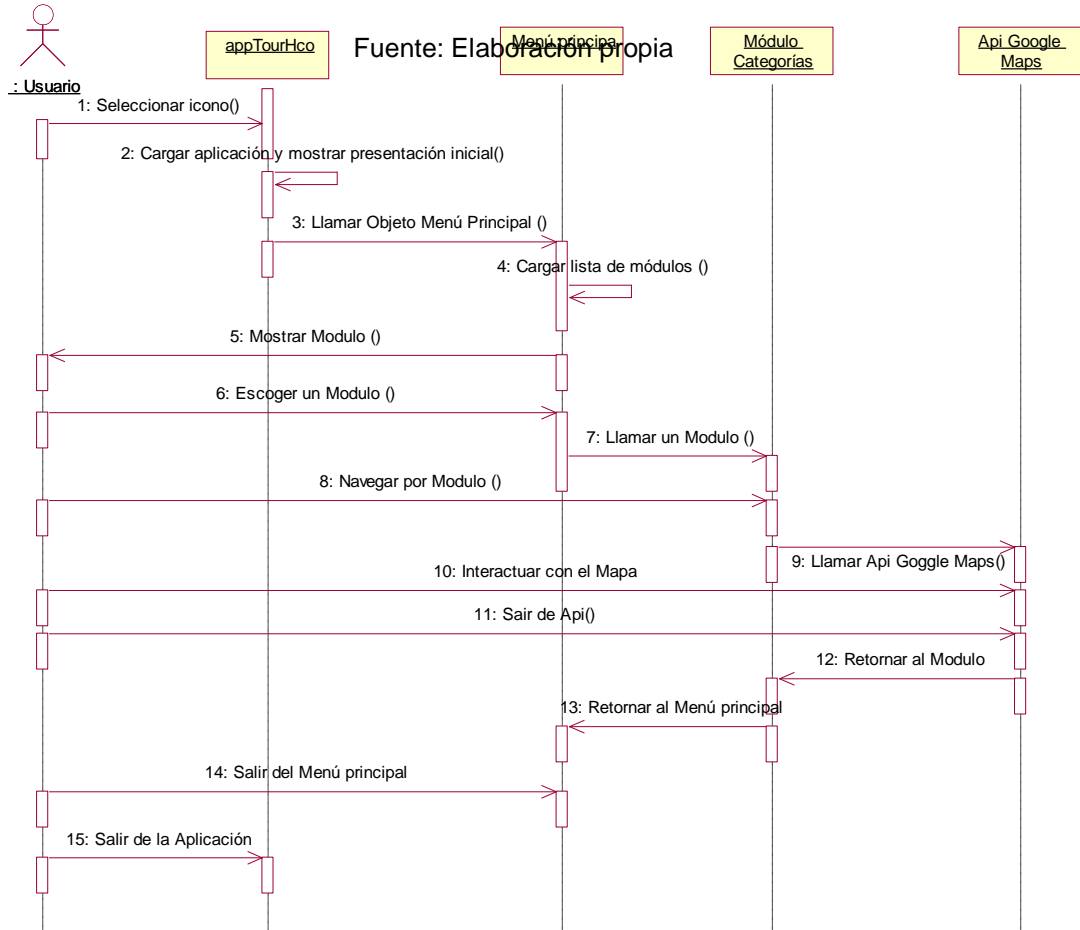 appTourHco
Fuente: Elaboración propia
Menú principal
Módulo
Categorías
Api Google
Maps
: Usuario
1: Seleccionar icono()
2: Cargar aplicación y mostrar presentación inicial()
3: Llamar Objeto Menú Principal ()
4: Cargar lista de módulos ()
5: Mostrar Modulo ()
6: Escoger un Modulo ()
7: Llamar un Modulo ()
8: Navegar por Modulo ()
9: Llamar Api Goggle Maps()
10: Interactuar con el Mapa
11: Sair de Api()
12: Retornar al Modulo
13: Retornar al Menú principal
14: Salir del Menú principal
15: Salir de la Aplicación